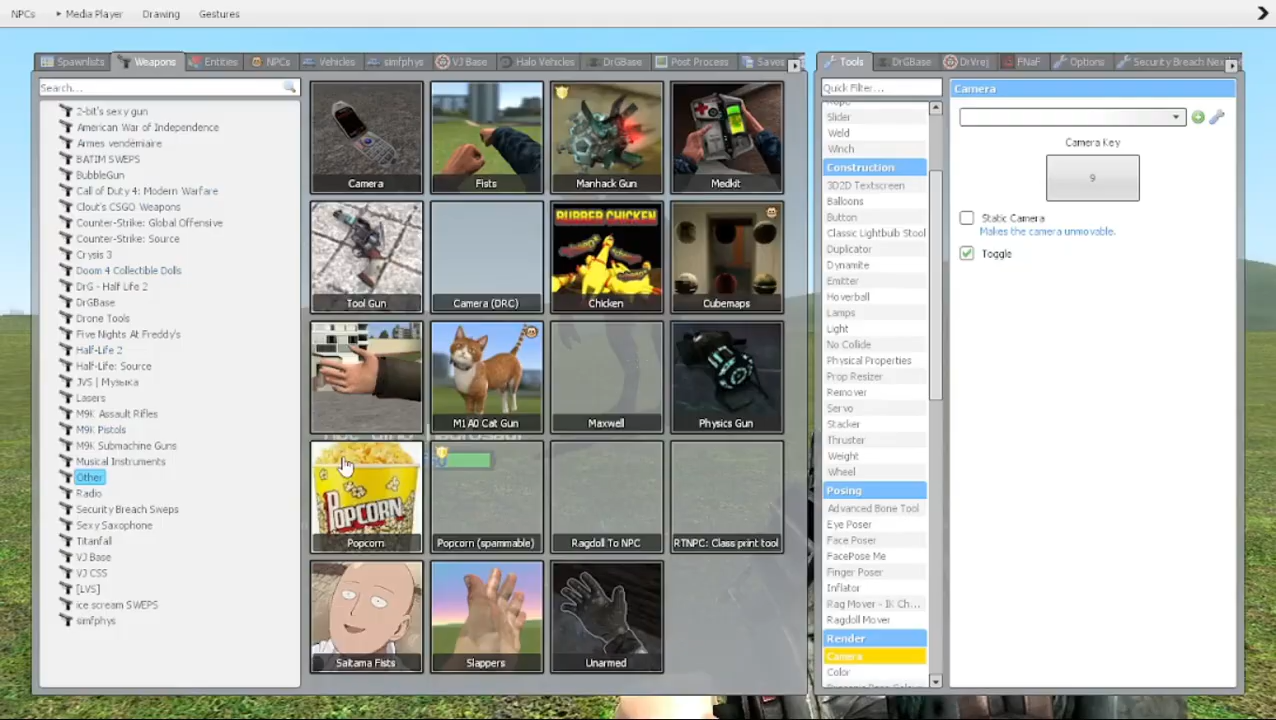 NPCs
Media Player
Drawing
Gestures
Spawnlists
Weapons
Entities
NPCs
Vehicles
simfphys
VJ Base
Halo Vehicles
DrGBase
Post Process
Saves
Search...
2-bit's sexy gun
American War of Independence
Armes vendémiaire
BATIM SWEPS
BubbleGun
Call of Duty 4: Modern Warfare
Clout's CSGO Weapons
Counter-Strike: Global Offensive
Counter-Strike: Source
Crysis 3
Doom 4 Collectible Dolls
DrG - Half Life 2
DrGBase
Drone Tools
Five Nights At Freddy's
Half-Life 2
Half-Life: Source
JVS | Музыка
Lasers
M9K Assault Rifles
M9K Pistols
M9K Submachine Guns
Musical Instruments
Other
Radio
Security Breach Sweps
Sexy Saxophone
Titanfall
VJ Base
VJ CSS
[LVS]
ice scream SWEPS
simfphys
Camera
Fists
Manhack Gun
Medkit
Tool Gun
Camera (DRC)
RUBBER CHICKEN
Chicken
Cubemaps
M1A0 Cat Gun
Maxwell
Physics Gun
POPCORN
Popcorn
Popcorn (spammable)
Ragdoll To NPC
RTNPC: Class print tool
Saitama Fists
Slappers
Unarmed
Tools
DrGBase
DrVrej
FNaF
Options
Quick Filter...
Slider
Weld
Winch
Construction
3D2D Textscreen
Balloons
Button
Classic Lightbulb Stool
Duplicator
Dynamite
Emitter
Hoverball
Lamps
Light
No Collide
Physical Properties
Prop Resizer
Remover
Servo
Stacker
Thruster
Weight
Wheel
Posing
Advanced Bone Tool
Eye Poser
Face Poser
FacePose Me
Finger Poser
Inflator
Rag Mover - IK Ch...
Ragdoll Mover
Render
Camera
Color
Camera
Camera Key
9
Static Camera
Makes the camera unmovable.
Toggle